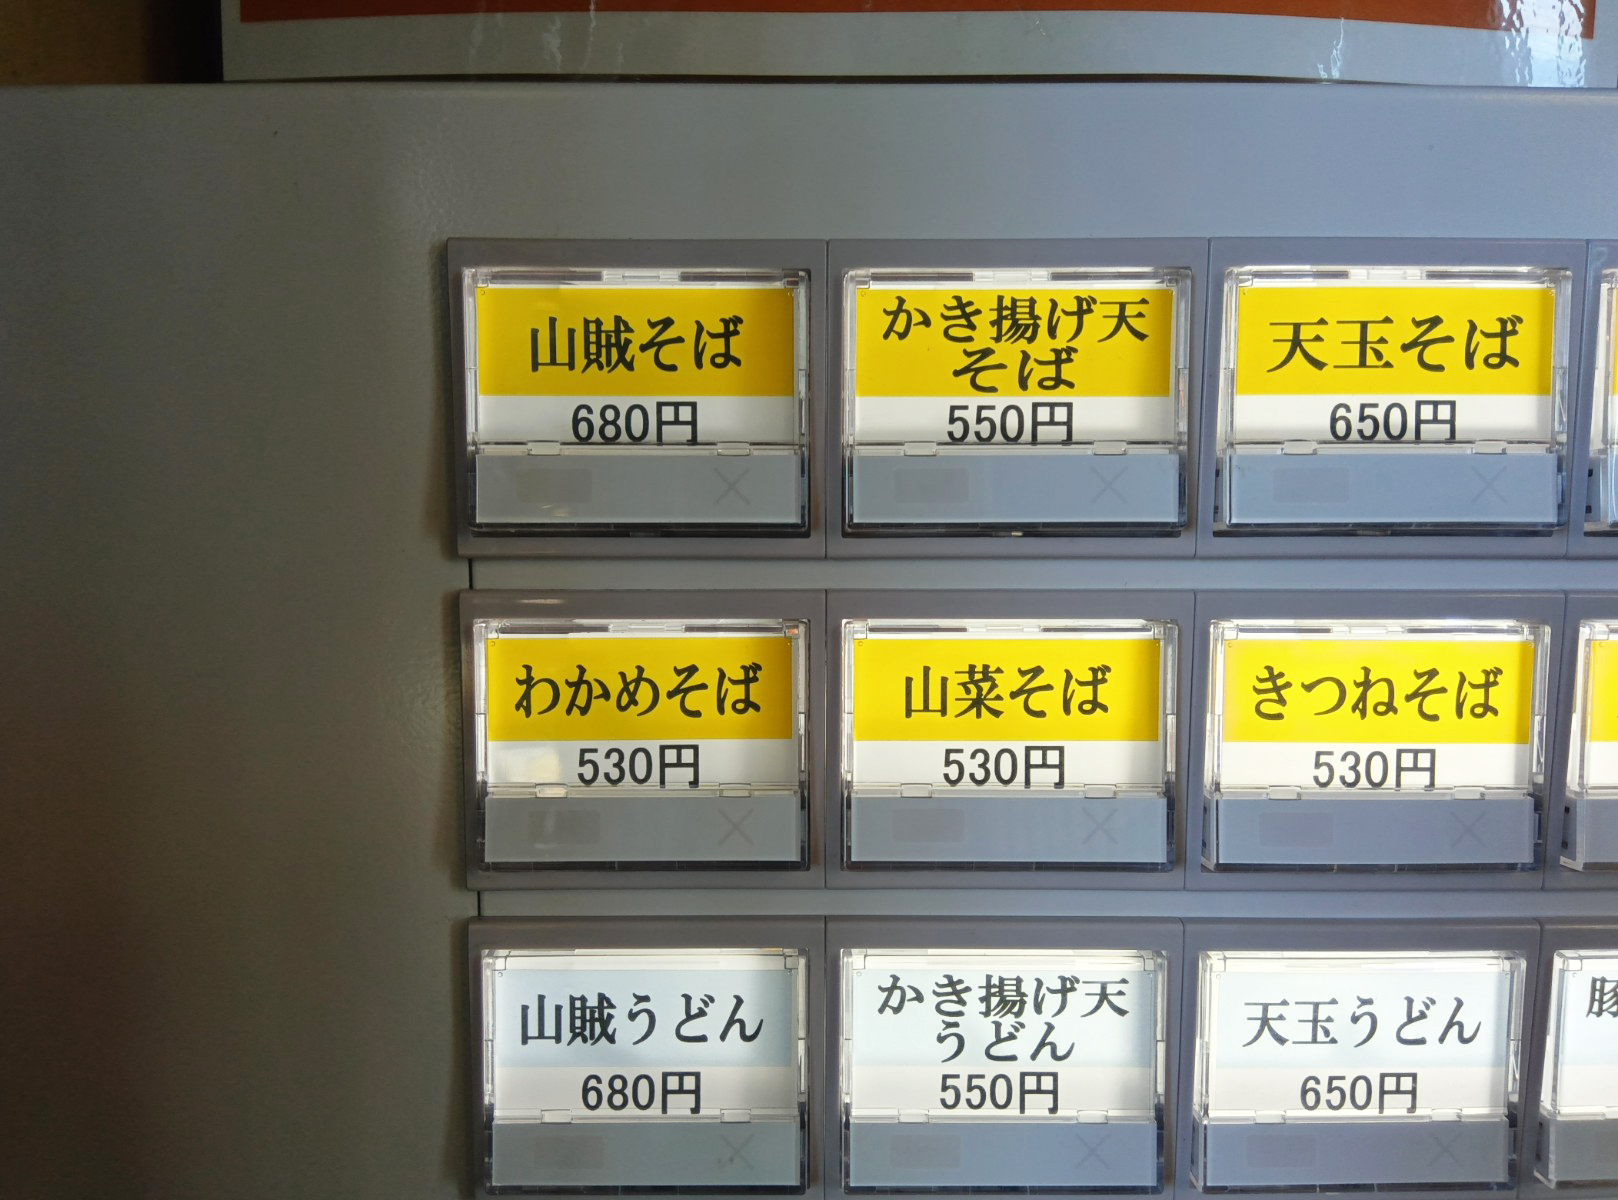 山賊そば
680円
かき揚げ天
そば
550円
天玉そば
650円
わかめそば
530円
山菜そば
530円
きつねそば
530円
山賊うどん
680円
かき揚げ天
うどん
550円
天玉うどん
650円
豚